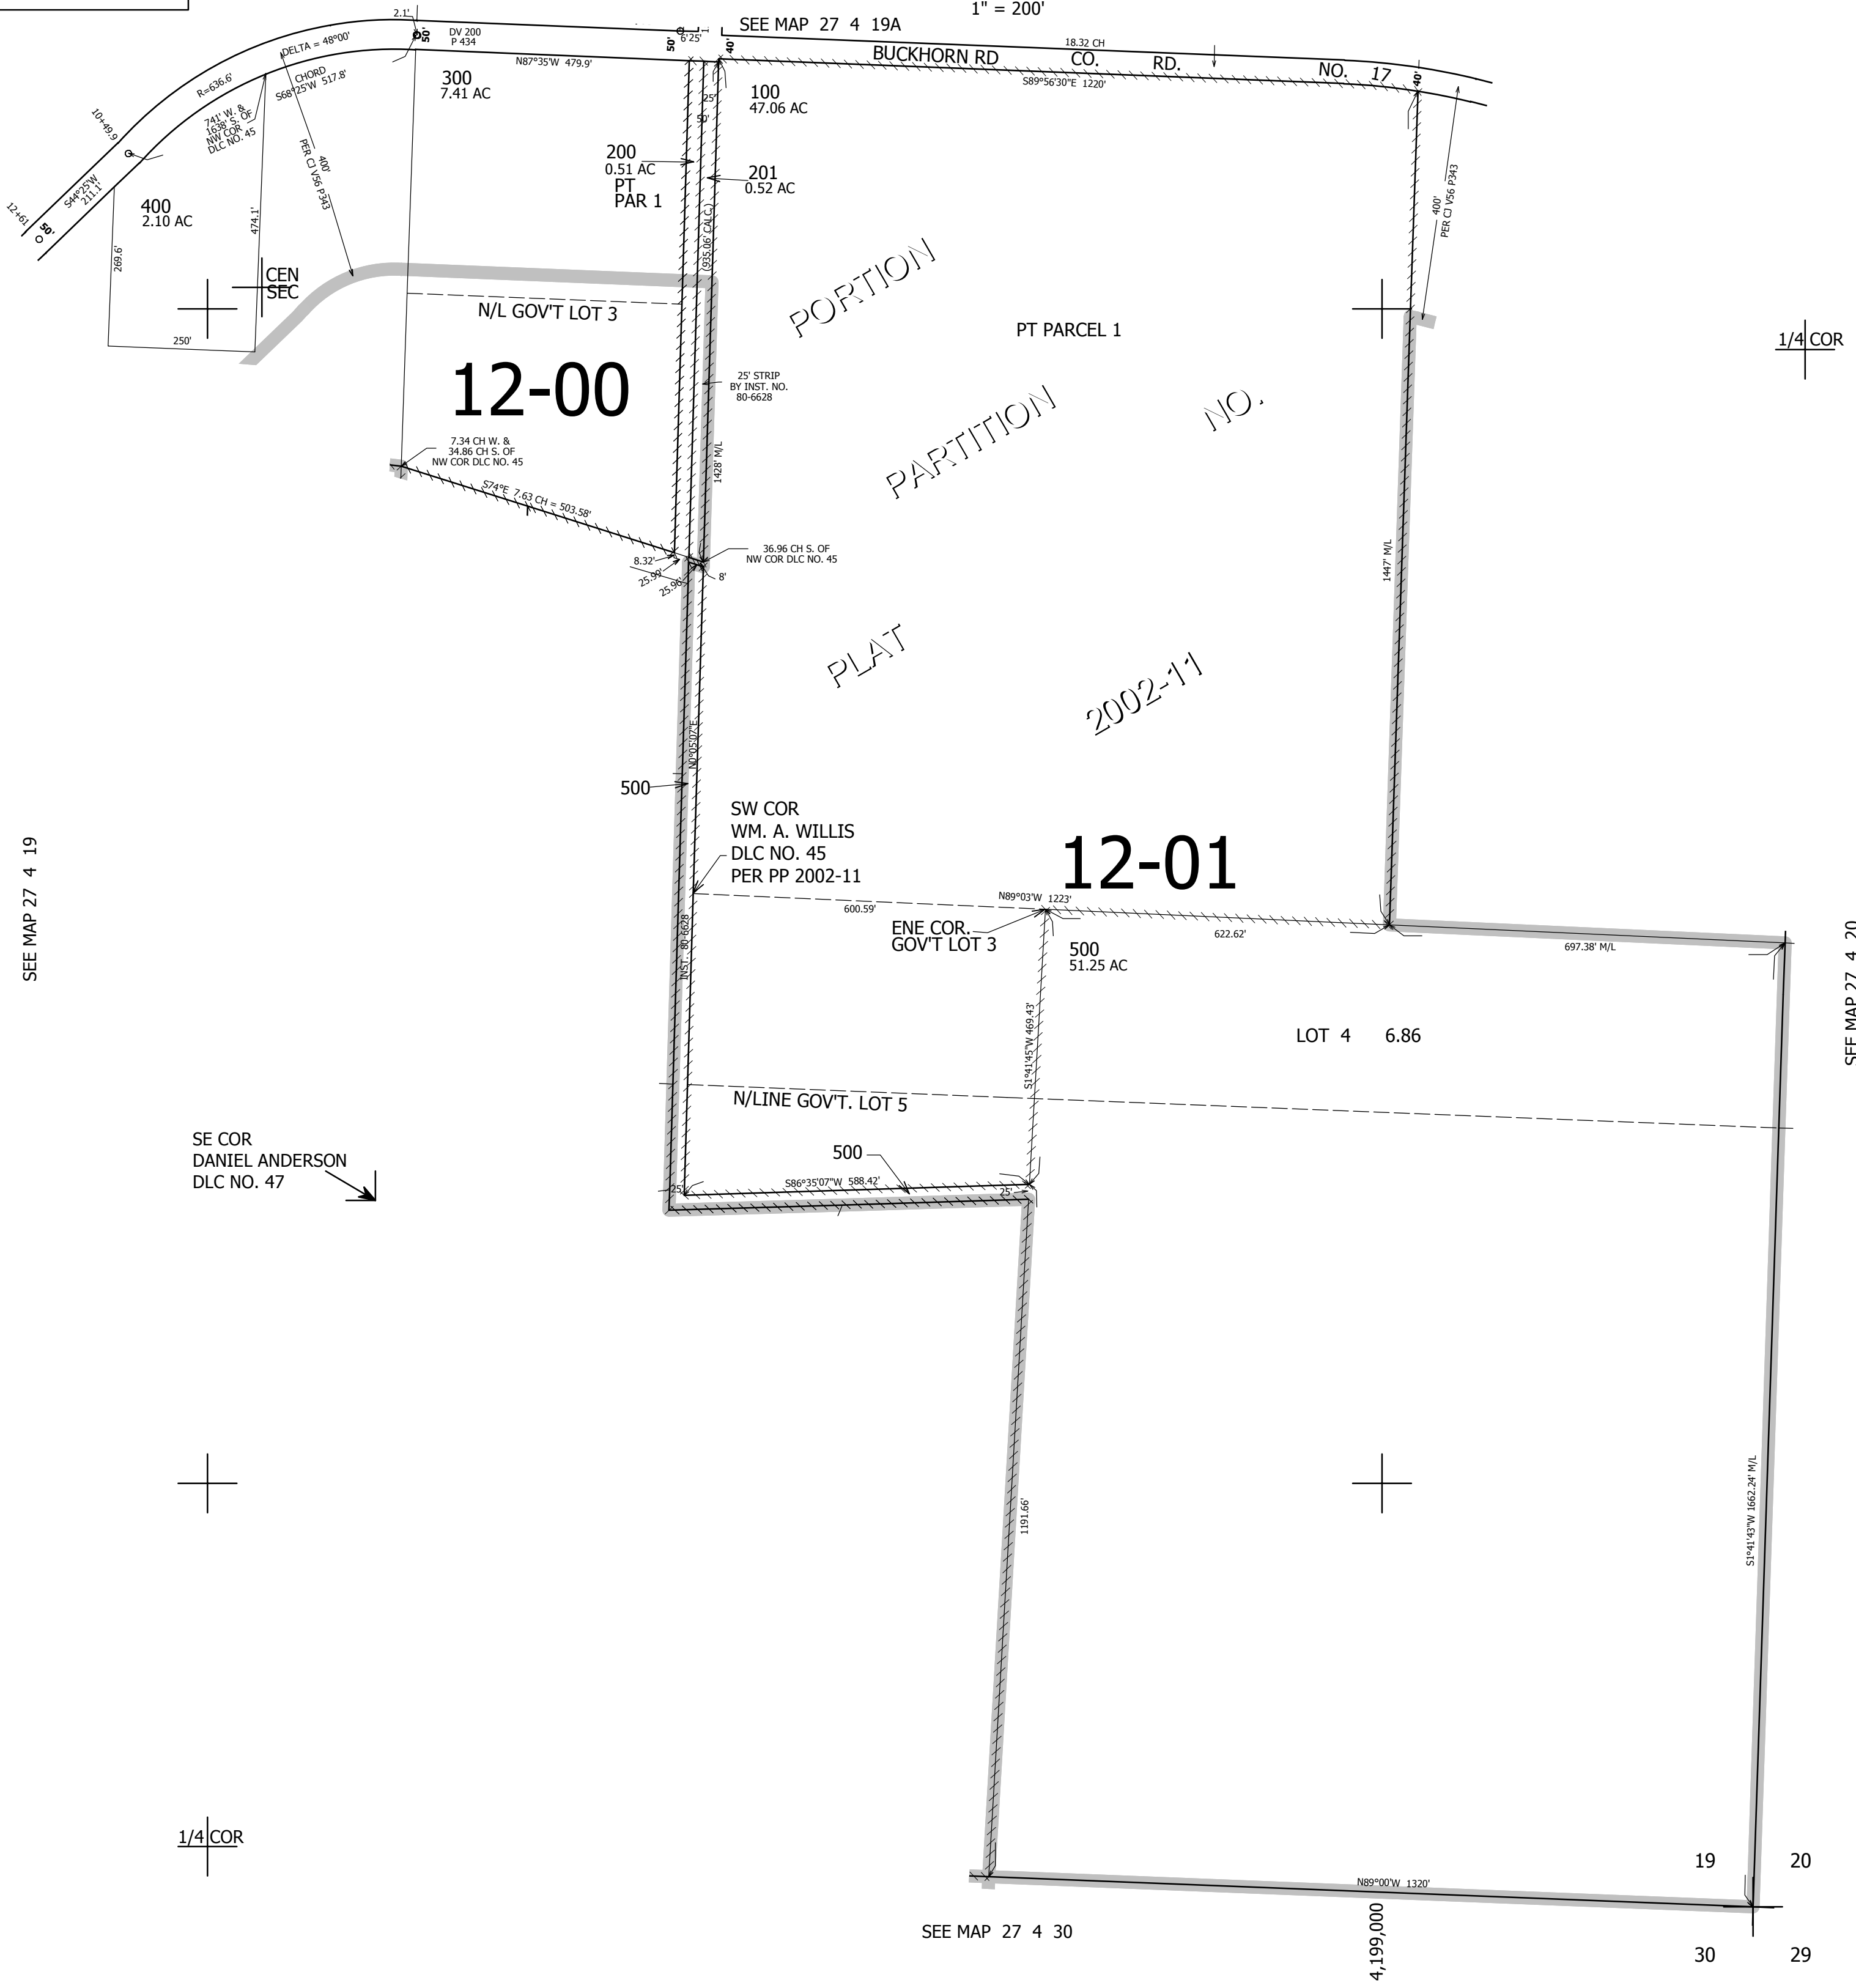 1" = 200'
SEE MAP 27 4 19A
2.1'
50'
DV 200
P 434
50'
6'25'
1.
40'
18.32 CH
BUCKHORN RD CO. RD. NO. 17
40'
DELTA = 48°00'
R=636.6'
CHORD
S68°25'W 517.8'
N87°35'W 479.9'
S89°56'30"E 1220'
300
7.41 AC
100
47.06 AC
25'
50'
741' W. &
1638' S. OF
NW COR
DLC NO. 45
10+49.9
400'
PER CJ V56 P343
200
0.51 AC
PT
PAR 1
201
0.52 AC
400'
PER CJ V56 P343
S44°25'W
211.1'
12+61
50'
400
2.10 AC
474.1'
269.6'
250'
(935.06' CALC.)
CEN
SEC
N/L GOV'T LOT 3
PORTION
PT PARCEL 1
1/4 COR
12-00
25' STRIP
BY INST. NO.
80-6628
PARTITION
NO.
7.34 CH W. &
34.86 CH S. OF
NW COR DLC NO. 45
1428' M/L
S74°E 7.63 CH = 503.58'
36.96 CH S. OF
NW COR DLC NO. 45
8.32'
25.99'
25.96'
8'
1447' M/L
PLAT
2002-11
N0°05'07"E
500
SW COR
WM. A. WILLIS
DLC NO. 45
PER PP 2002-11
12-01
SEE MAP 27 4 19
N89°03'W 1223'
600.59'
ENE COR.
GOV'T LOT 3
622.62'
697.38' M/L
500
51.25 AC
INST. 80-6628
SEE MAP 27 4 20
S1°41'45"W 469.43'
LOT 4 6.86
N/LINE GOV'T. LOT 5
SE COR
DANIEL ANDERSON
DLC NO. 47
500
S86°35'07"W 588.42'
25'
25'
1191.66'
S1°41'43"W 1662.24' M/L
1/4 COR
19
20
N89°00'W 1320'
SEE MAP 27 4 30
4,199,000
30
29